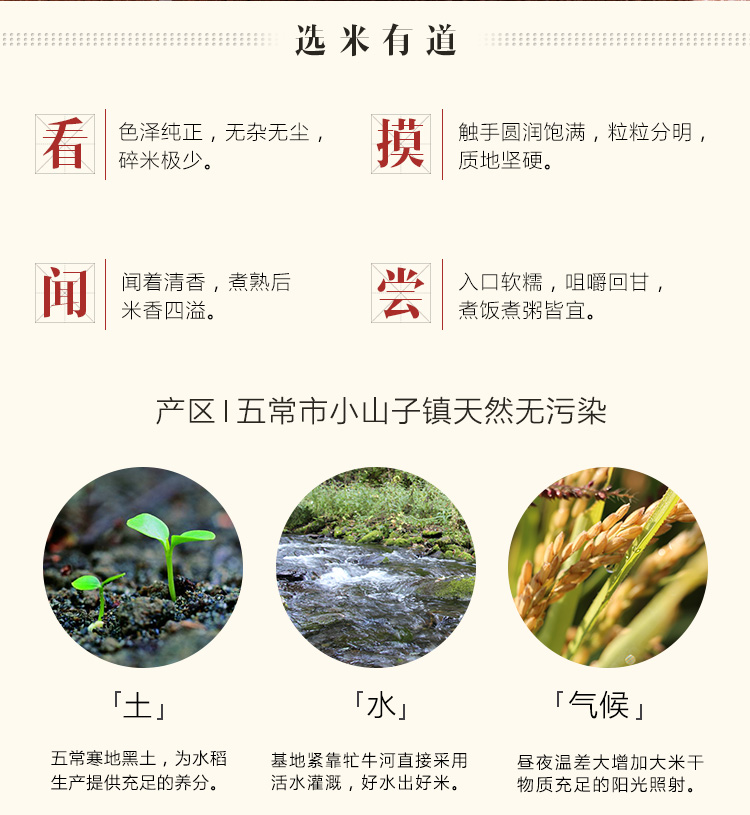 选米有道
看
色泽纯正，无杂无尘，
碎米极少。
摸
触手圆润饱满，粒粒分明，
质地坚硬。
闻
闻着清香，煮熟后
米香四溢。
尝
入口软糯，咀嚼回甘，
煮饭煮粥皆宜。
产区 | 五常市小山子镇天然无污染
「土」
五常寒地黑土，为水稻
生产提供充足的养分。
「水」
基地紧靠牤牛河直接采用
活水灌溉，好水出好米。
「气候」
昼夜温差大增加大米干
物质充足的阳光照射。